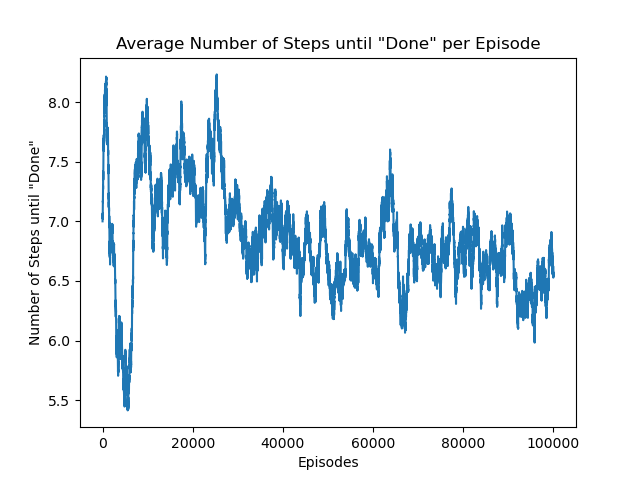 Average Number of Steps until "Done" per Episode
Number of Steps until "Done"
8.0
7.5
7.0
6.5
6.0
5.5
0 20000 40000 60000 80000 100000
Episodes